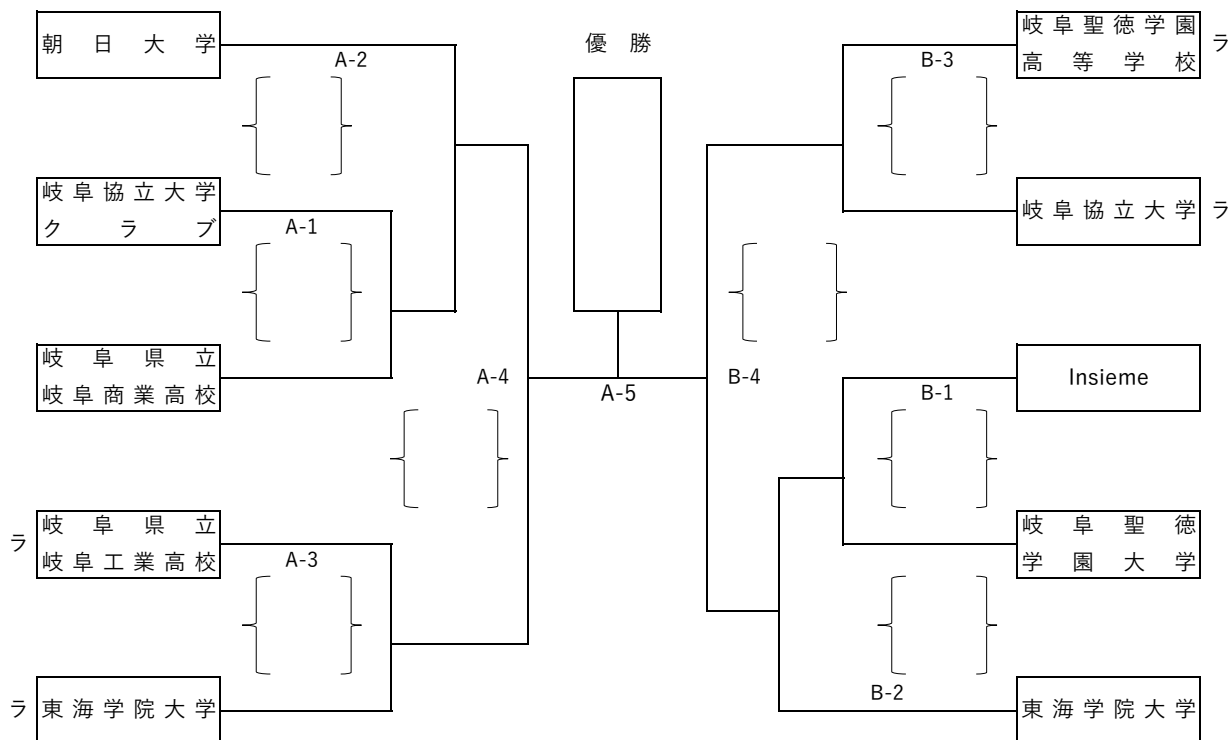 朝日大学
A-2
岐阜協立大学
クラブ
A-1
岐阜県立
岐阜商業高校
A-4
ラ
岐阜県立
岐阜工業高校
A-3
ラ
東海学院大学
優勝
A-5
岐阜聖徳学園
高等学校
ラ
B-3
岐阜協立大学
ラ
B-4
Insieme
B-1
岐阜聖徳
学園大学
B-2
東海学院大学